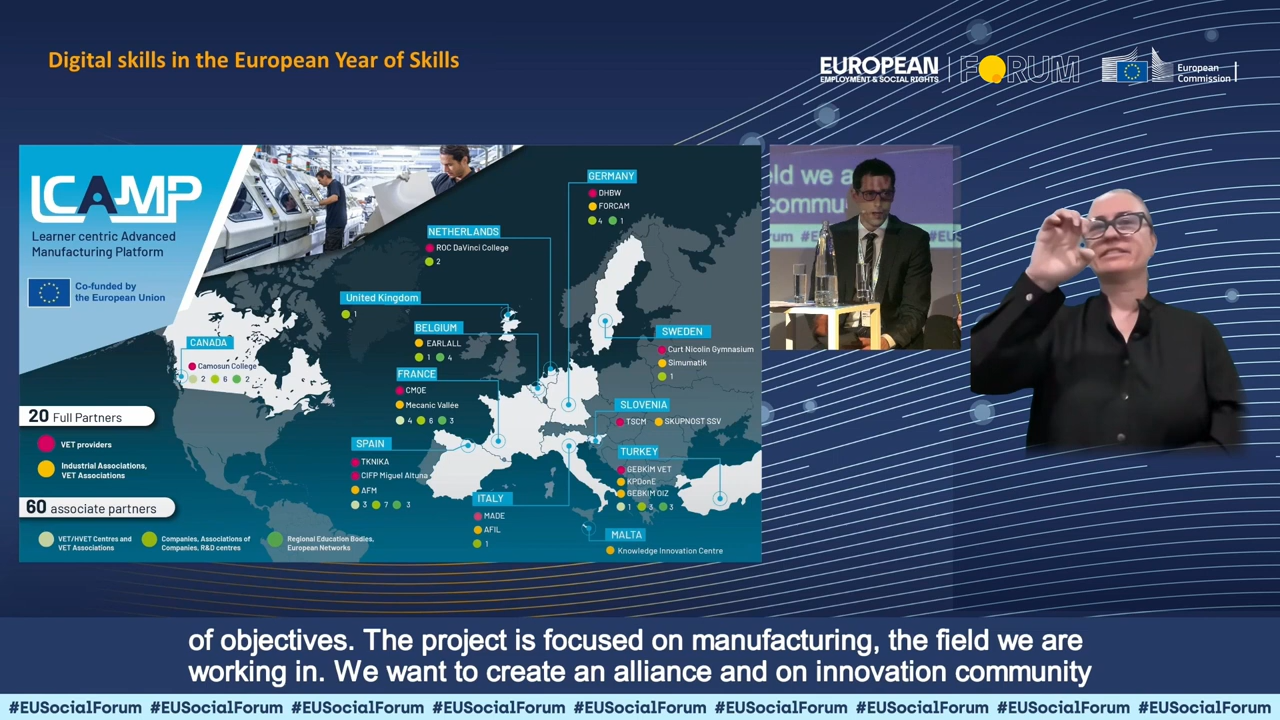 Digital skills in the European Year of Skills
EUROPEAN
EMPLOYMENT & SOCIAL RIGHTS
FORUM
European
Commission
LCAMP
Learner centric Advanced
Manufacturing Platform
Co-funded by
the European Union
GERMANY
DHBW
FORCAM
4 1
NETHERLANDS
ROC DaVinci College
2
United Kingdom
1
BELGIUM
EARLALL
1 4
FRANCE
CMQE
Mecanic Vallée
4 6 3
CANADA
Camosun College
2 6 2
SWEDEN
Curt Nicolin Gymnasium
Simumatik
1
SLOVENIA
TSCM SKUPNOST SSV
SPAIN
TKNIKA
CIFP Miguel Altuna
AFM
3 7 3
TURKEY
GEBKİM VET
KPDonE
GEBKIM OIZ
1 3 3
ITALY
MADE
AFIL
1
MALTA
Knowledge Innovation Centre
20 Full Partners
VET providers
Industrial Associations,
VET Associations
60 associate partners
VET/HVET Centres and
VET Associations
Companies, Associations of
Companies, R&D centres
Regional Education Bodies,
European Networks
eld we a
commu
um #E
#EUS
of objectives. The project is focused on manufacturing, the field we are
working in. We want to create an alliance and on innovation community
#EUSocialForum #EUSocialForum #EUSocialForum #EUSocialForum #EUSocialForum #EUSocialForum #EUSocialForum #EUSocialForum #EUSocialForum